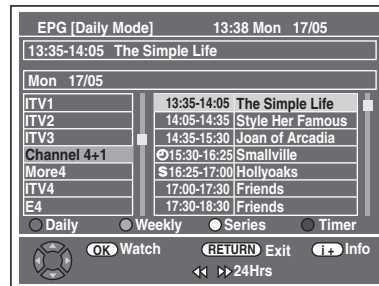 EPG [Daily Mode] 13:38 Mon 17/05
13:35-14:05 The Simple Life
Mon 17/05
ITV1 13:35-14:05 The Simple Life
ITV2 14:05-14:35 Style Her Famous
ITV3 14:35-15:30 Joan of Arcadia
Channel 4+1 15:30-16:25 Smallville
More4 S 16:25-17:00 Hollyoaks
ITV4 17:00-17:30 Friends
E4 17:30-18:30 Friends
Daily Weekly Series Timer
OK Watch RETURN Exit i+ Info
24Hrs